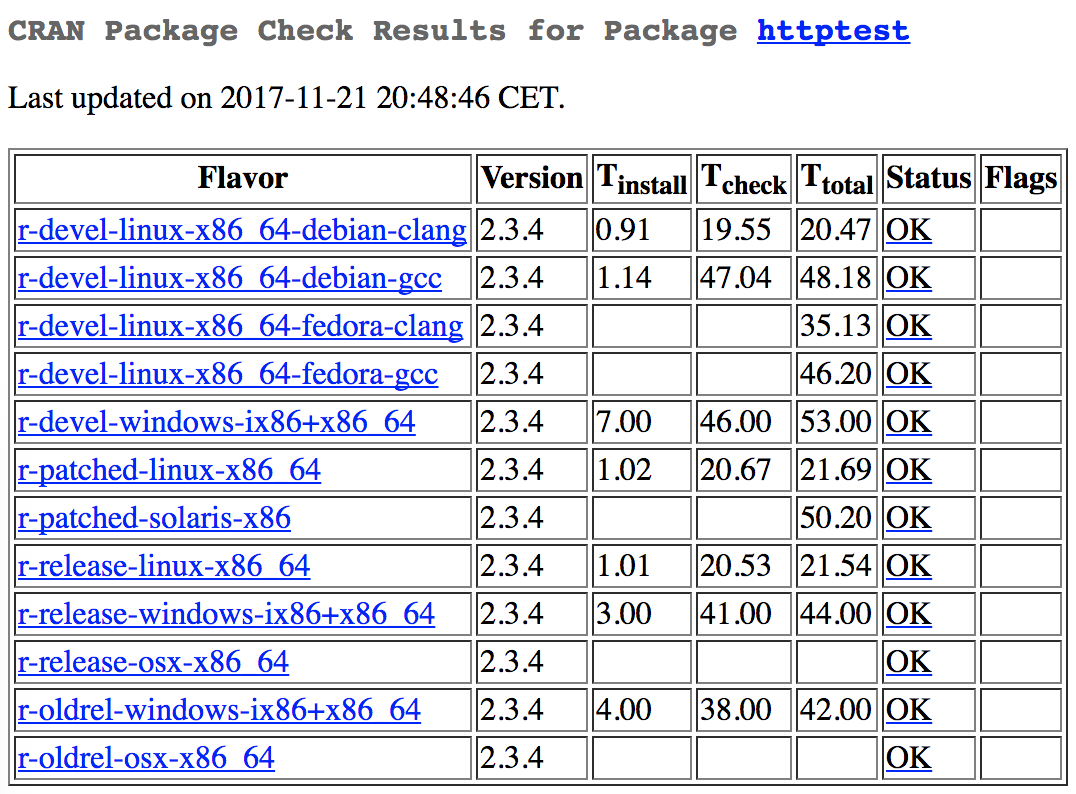 CRAN Package Check Results for Package httptest
Last updated on 2017-11-21 20:48:46 CET.
Flavor Version Tinstall Tcheck Ttotal Status Flags
r-devel-linux-x86_64-debian-clang 2.3.4 0.91 19.55 20.47 OK
r-devel-linux-x86_64-debian-gcc 2.3.4 1.14 47.04 48.18 OK
r-devel-linux-x86_64-fedora-clang 2.3.4 35.13 OK
r-devel-linux-x86_64-fedora-gcc 2.3.4 46.20 OK
r-devel-windows-ix86+x86_64 2.3.4 7.00 46.00 53.00 OK
r-patched-linux-x86_64 2.3.4 1.02 20.67 21.69 OK
r-patched-solaris-x86 2.3.4 50.20 OK
r-release-linux-x86_64 2.3.4 1.01 20.53 21.54 OK
r-release-windows-ix86+x86_64 2.3.4 3.00 41.00 44.00 OK
r-release-osx-x86_64 2.3.4 OK
r-oldrel-windows-ix86+x86_64 2.3.4 4.00 38.00 42.00 OK
r-oldrel-osx-x86_64 2.3.4 OK